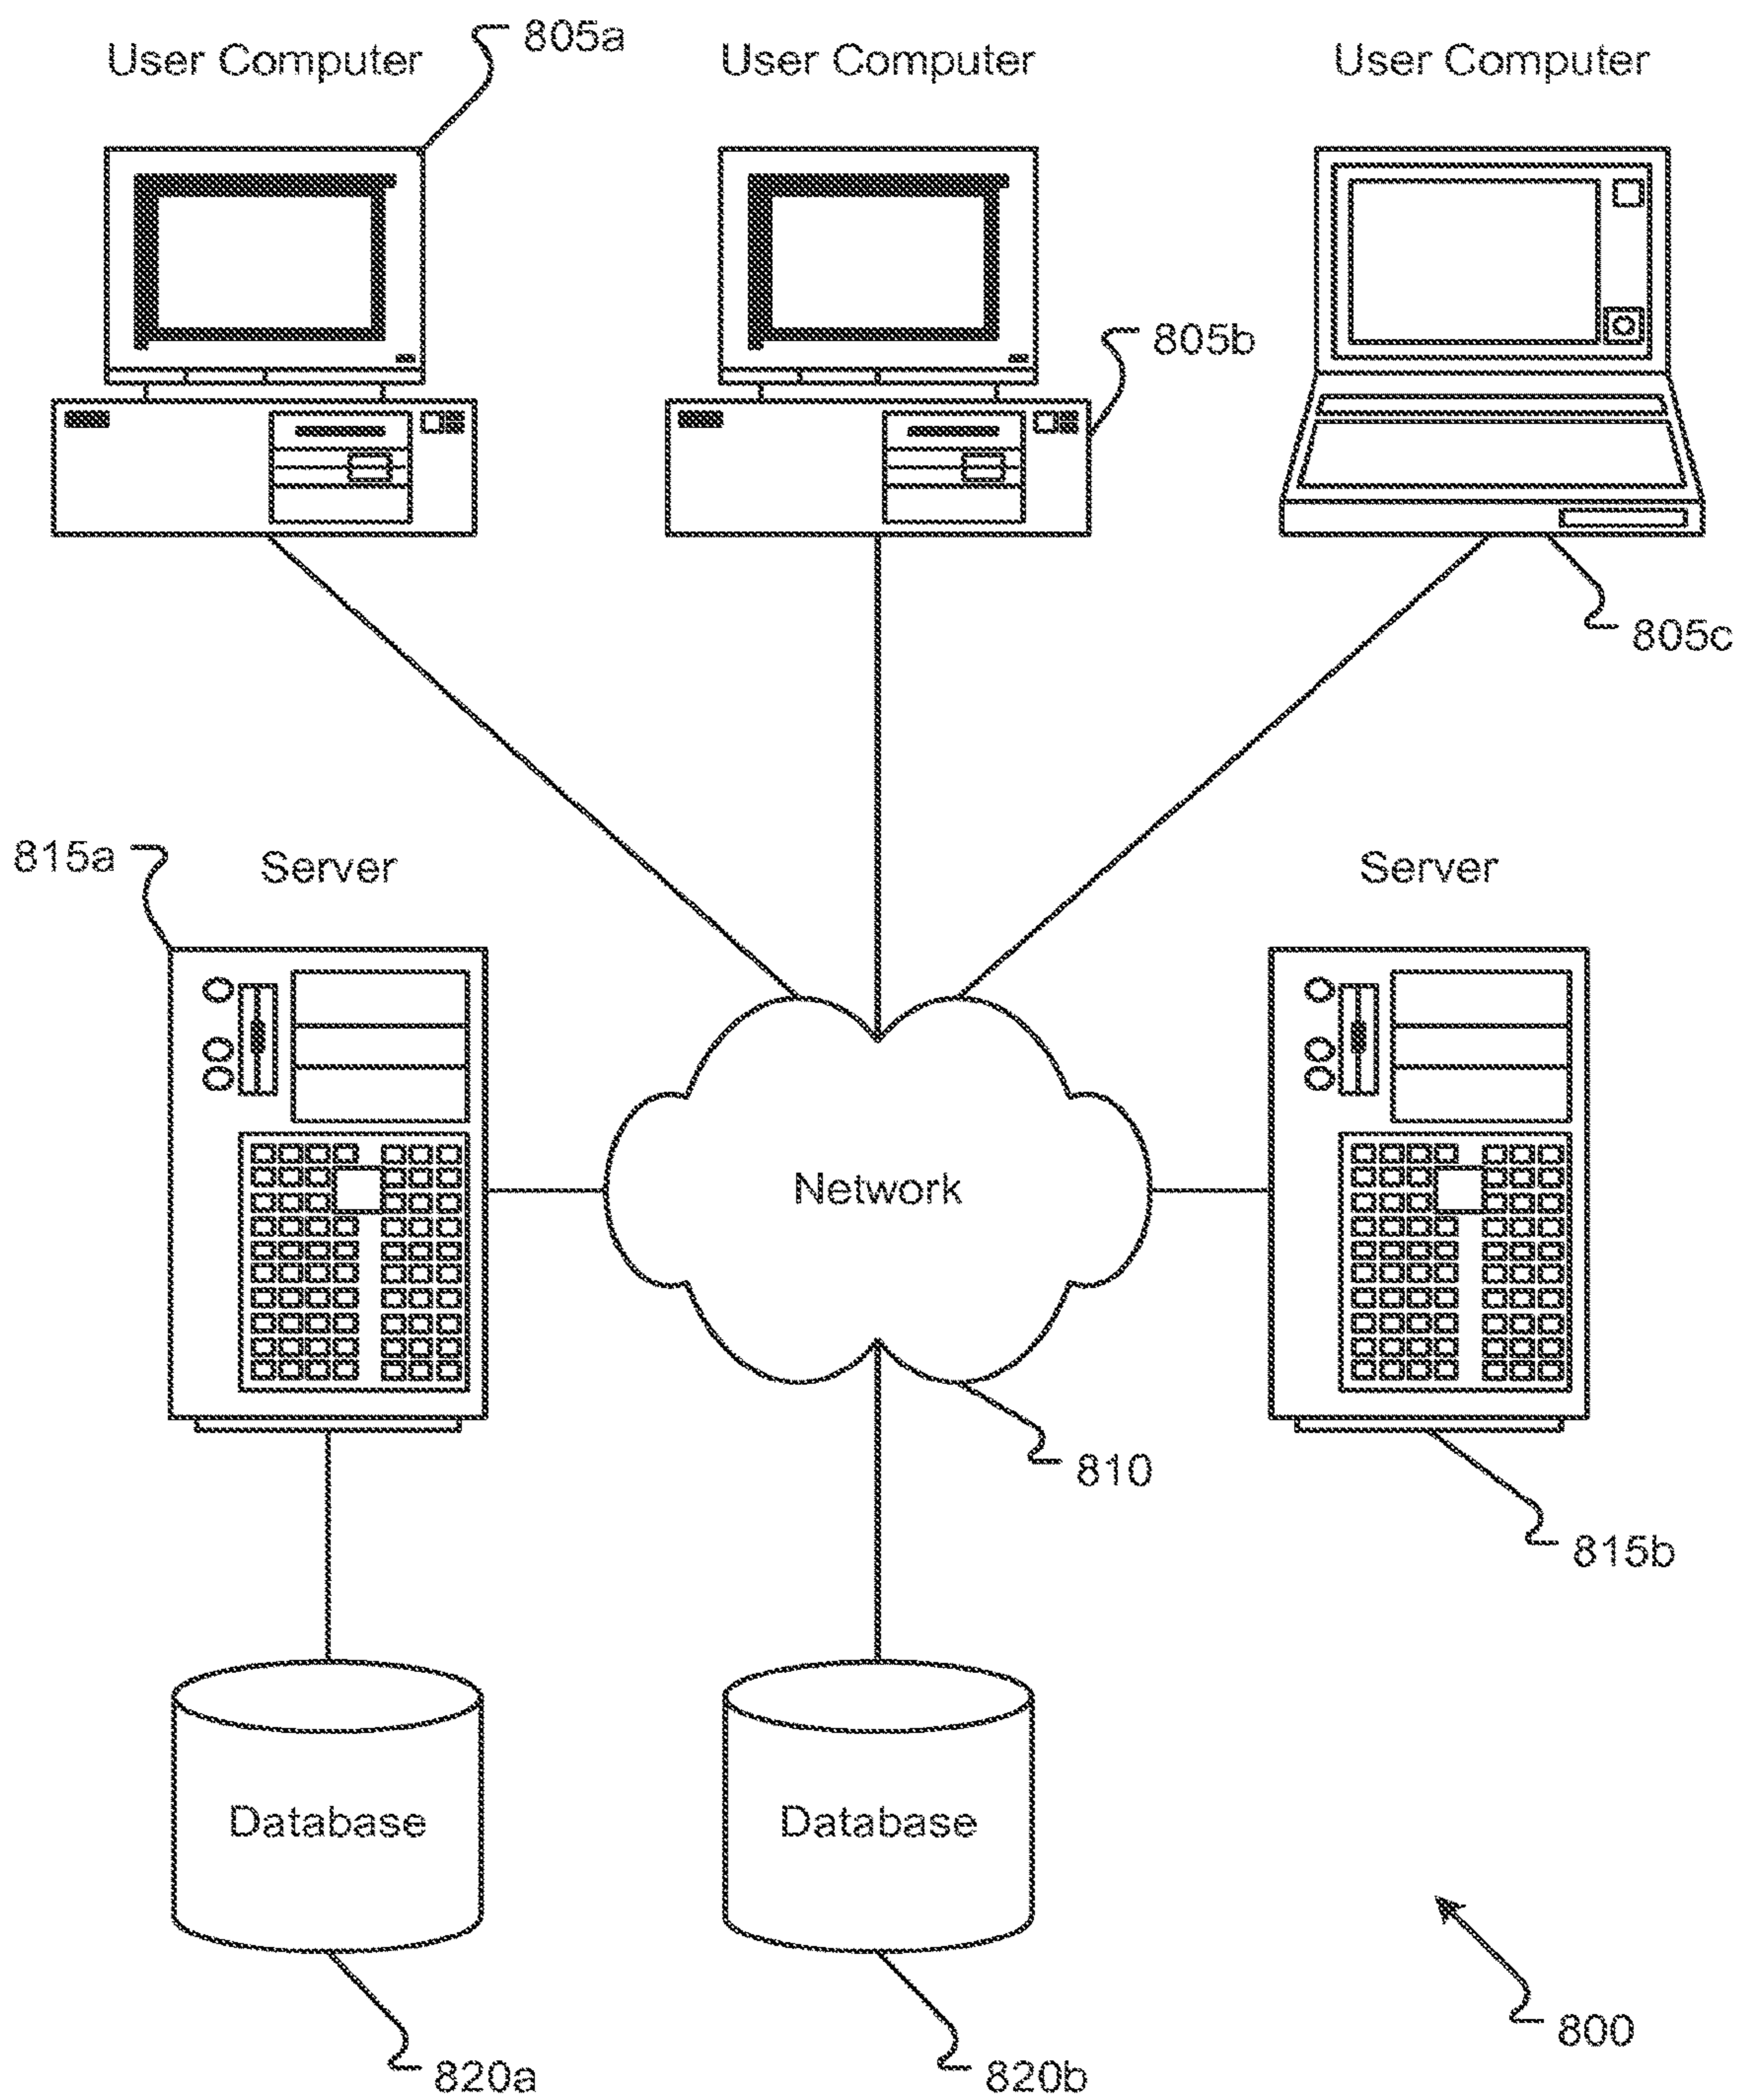 805a
User Computer
User Computer
User Computer
805b
805c
815a
Server
Server
Network
810
815b
Database
Database
800
820a
820b